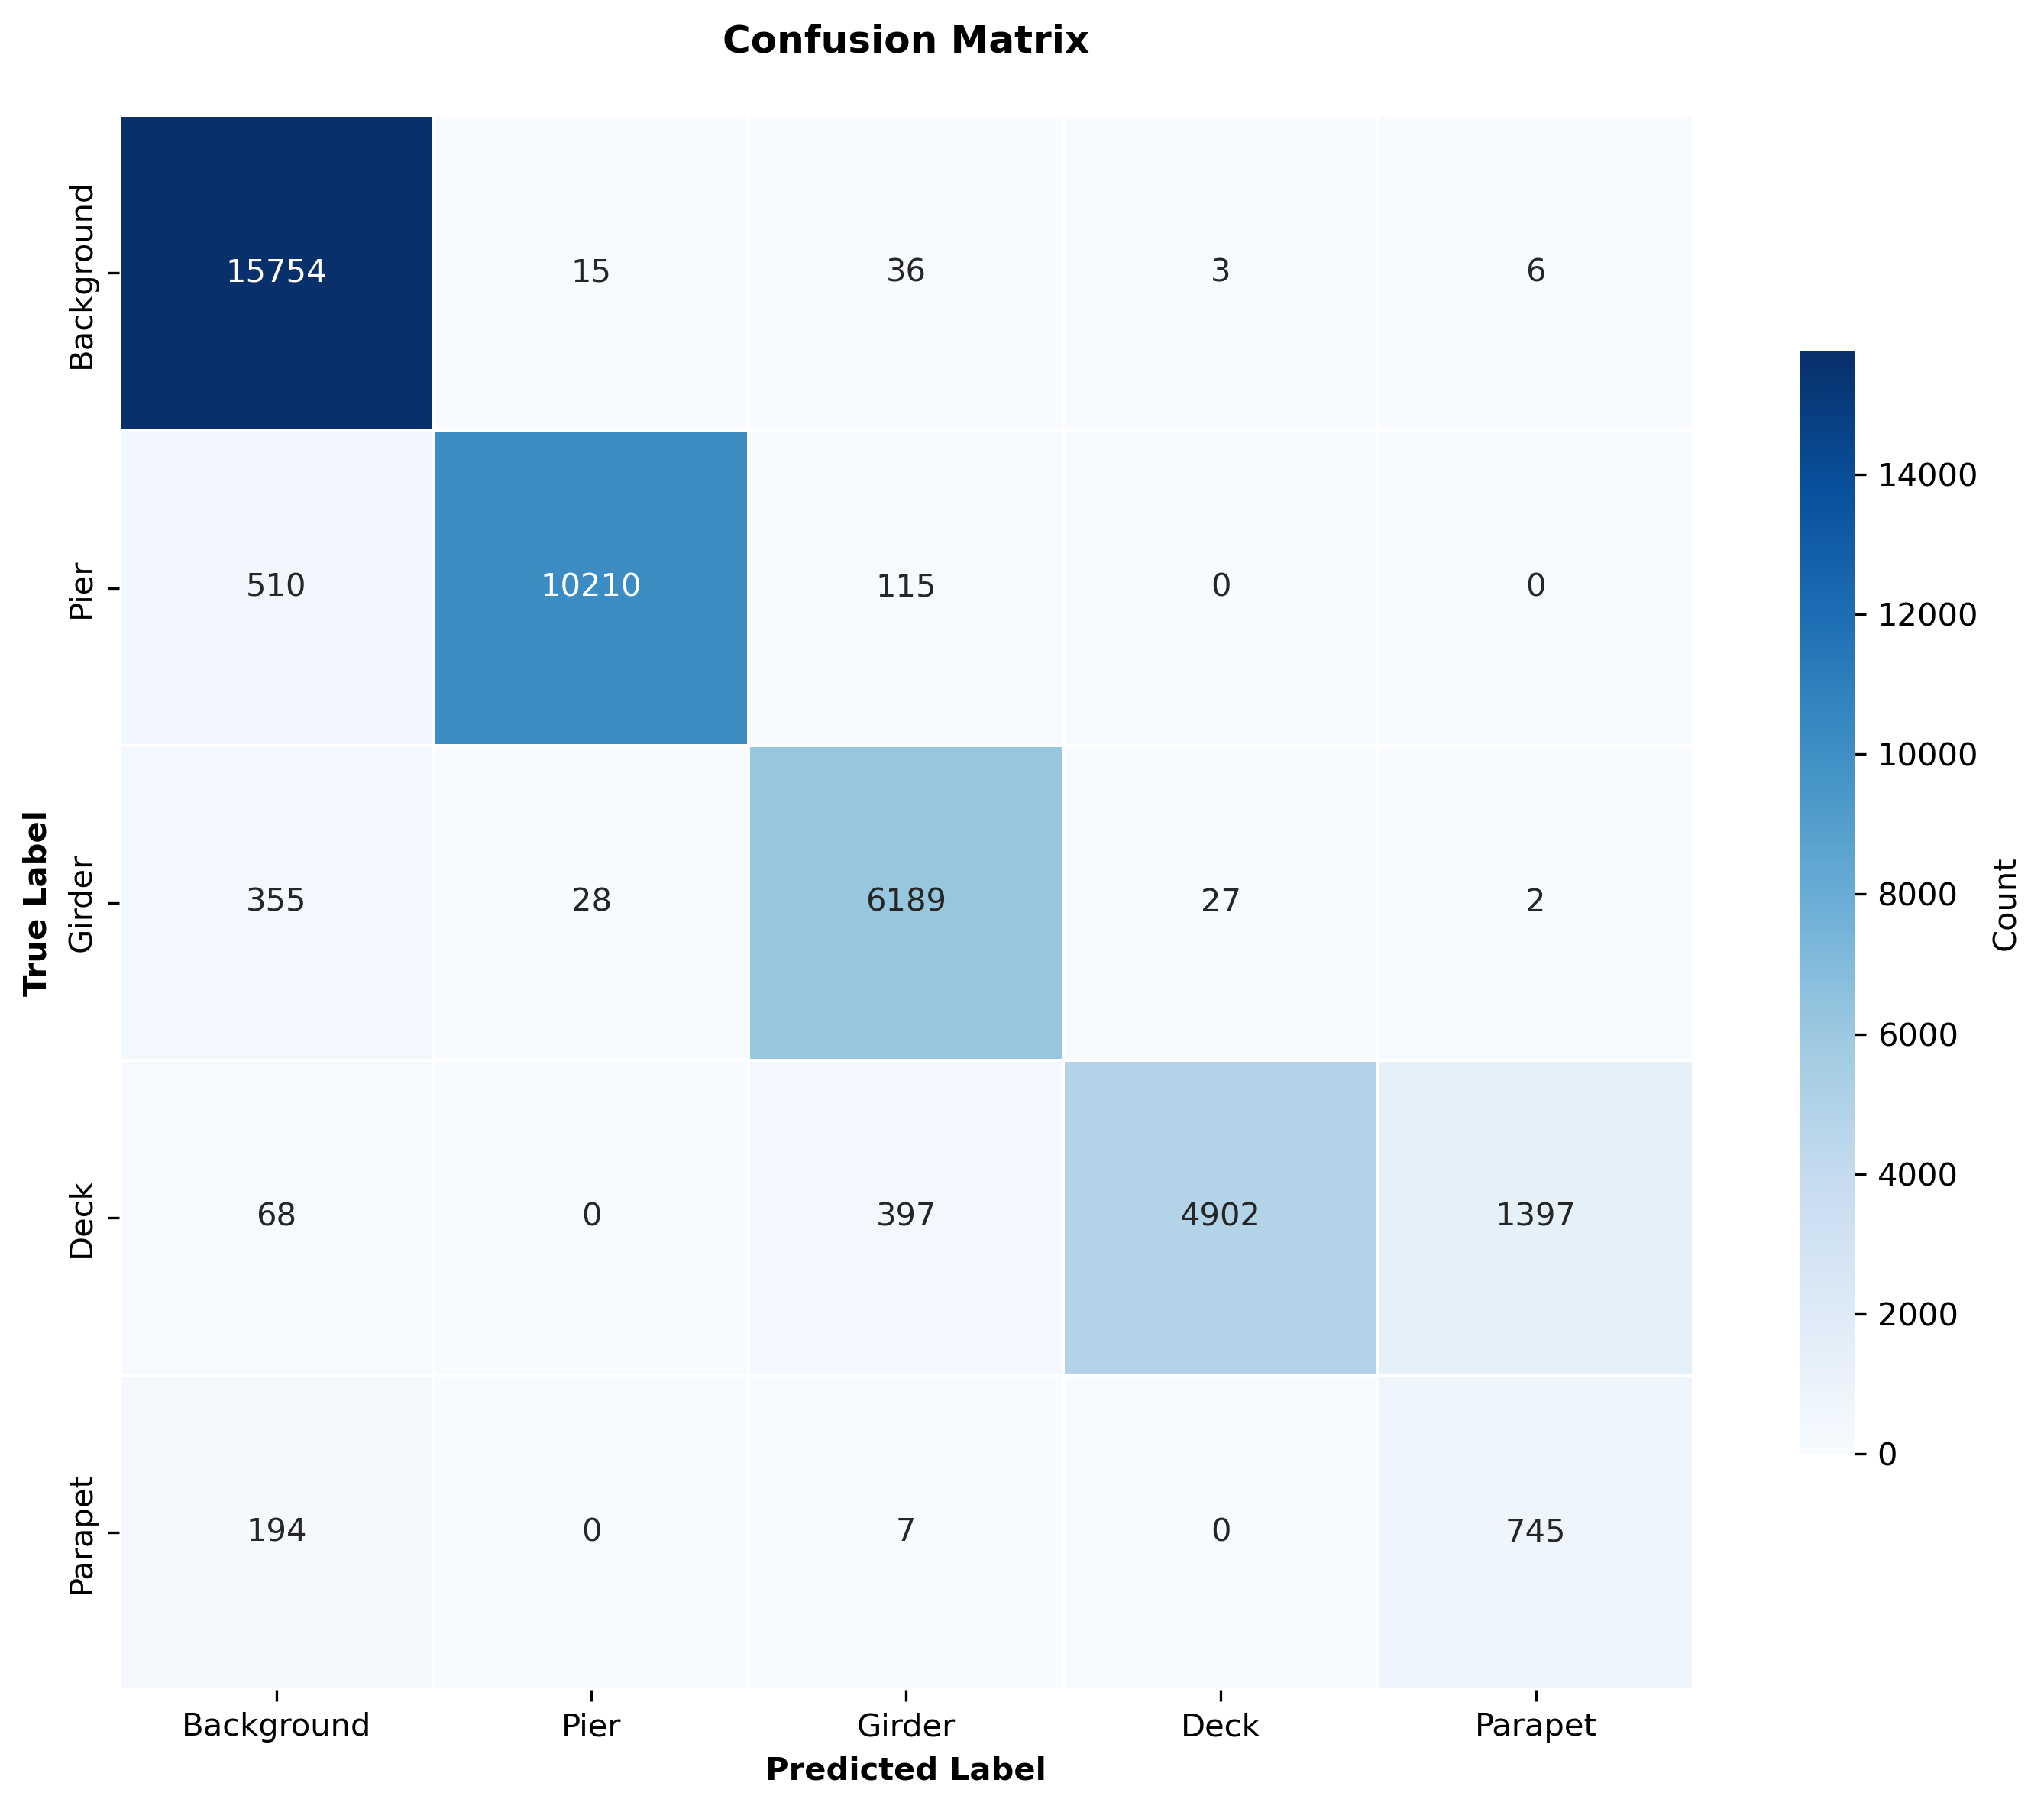 Confusion Matrix
Background 15754 15 36 3 6
Pier 510 10210 115 0 0
Girder 355 28 6189 27 2
Deck 68 0 397 4902 1397
Parapet 194 0 7 0 745
Background Pier Girder Deck Parapet
Predicted Label
True Label
14000
12000
10000
8000
6000
4000
2000
0
Count